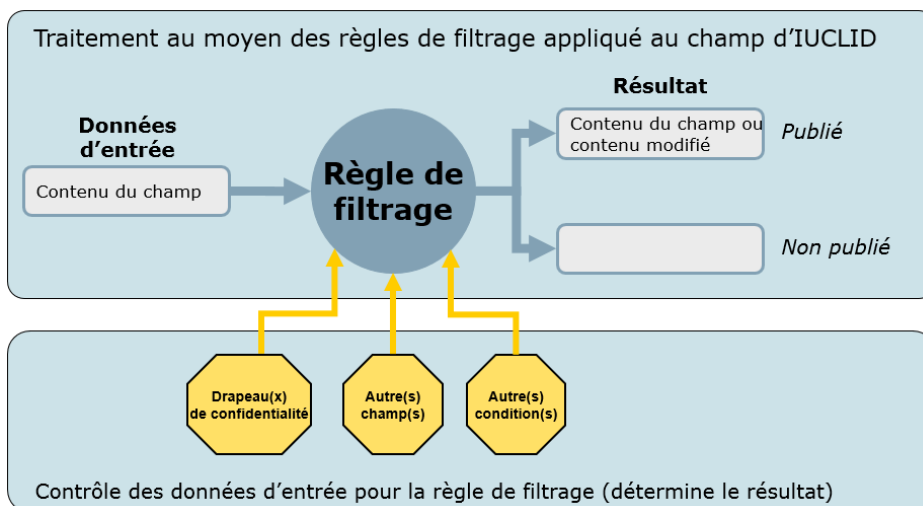 Traitement au moyen des règles de filtrage appliqué au champ d’IUCLID
Données
d’entrée
Contenu du champ
Règle de
filtrage
Résultat
Contenu du champ ou
contenu modifié
Publié
Non publié
Drapeau(x)
de confidentialité
Autre(s)
champ(s)
Autre(s)
condition(s)
Contrôle des données d’entrée pour la règle de filtrage (détermine le résultat)